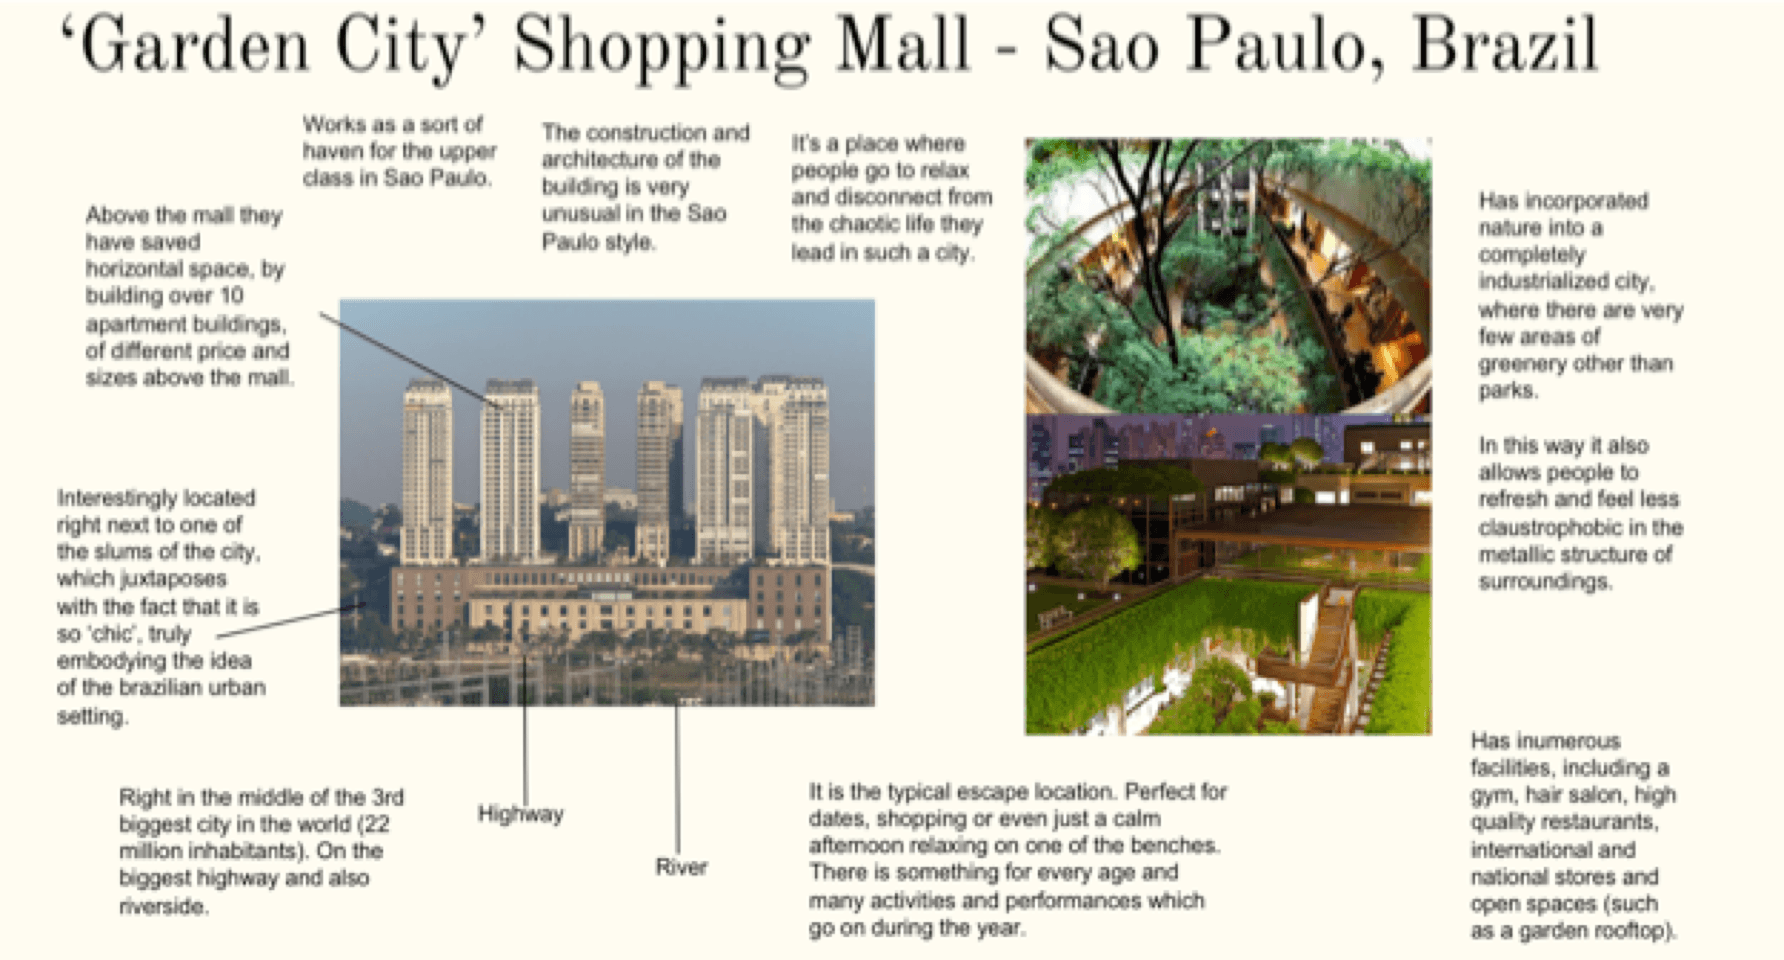 ‘Garden City’ Shopping Mall - Sao Paulo, Brazil
Works as a sort of
haven for the upper
class in Sao Paulo.
The construction and
architecture of the
building is very
unusual in the Sao
Paulo style.
It's a place where
people go to relax
and disconnect from
the chaotic life they
lead in such a city.
Above the mall they
have saved
horizontal space, by
building over 10
apartment buildings,
of different price and
sizes above the mall.
Has incorporated
nature into a
completely
industrialized city,
where there are very
few areas of
greenery other than
parks.
In this way it also
allows people to
refresh and feel less
claustrophobic in the
metallic structure of
surroundings.
Interestingly located
right next to one of
the slums of the city,
which juxtaposes
with the fact that it is
so 'chic', truly
embodying the idea
of the brazilian urban
setting.
Right in the middle of the 3rd
biggest city in the world (22
million inhabitants). On the
biggest highway and also
riverside.
Highway
River
It is the typical escape location. Perfect for
dates, shopping or even just a calm
afternoon relaxing on one of the benches.
There is something for every age and
many activities and performances which
go on during the year.
Has inumerous
facilities, including a
gym, hair salon, high
quality restaurants,
international and
national stores and
open spaces (such
as a garden rooftop).